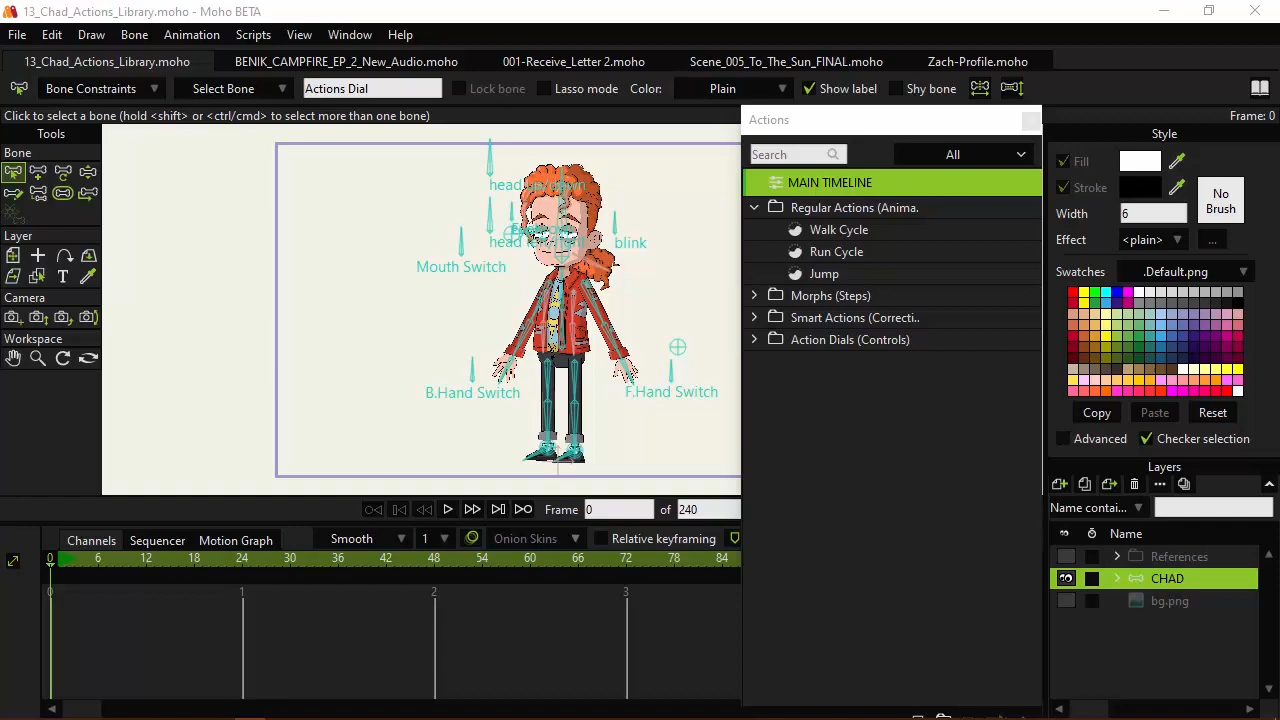 13_Chad_Actions_Library.moho - Moho BETA
File Edit Draw Bone Animation Scripts View Window Help
13_Chad_Actions_Library.moho BENIK_CAMPFIRE_EP_2_New_Audio.moho 001-Receive_Letter 2.moho Scene_005_To_The_Sun_FINAL.moho Zach-Profile.moho
Bone Constraints Select Bone Actions Dial Lock bone Lasso mode Color: Plain Show label Shy bone
Click to select a bone (hold <shift> or <ctrl/cmd> to select more than one bone) Frame: 0
Tools
Bone
Layer
Camera
Workspace
head up/down
blink
Mouth Switch
B.Hand Switch
F.Hand Switch
Actions
Search All
MAIN TIMELINE
Regular Actions (Anima.
Walk Cycle
Run Cycle
Jump
Morphs (Steps)
Smart Actions (Correcti..
Action Dials (Controls)
Style
Fill
Stroke
No Brush
Width 6
Effect <plain> ...
Swatches .Default.png
Copy Paste Reset
Advanced Checker selection
Layers
Name contai...
Name
References
CHAD
bg.png
Frame 0 of 240
Channels Sequencer Motion Graph Smooth 1 Onion Skins Relative keyframing
0 6 12 18 24 30 36 42 48 54 60 66 72 78 84
0 1 2 3